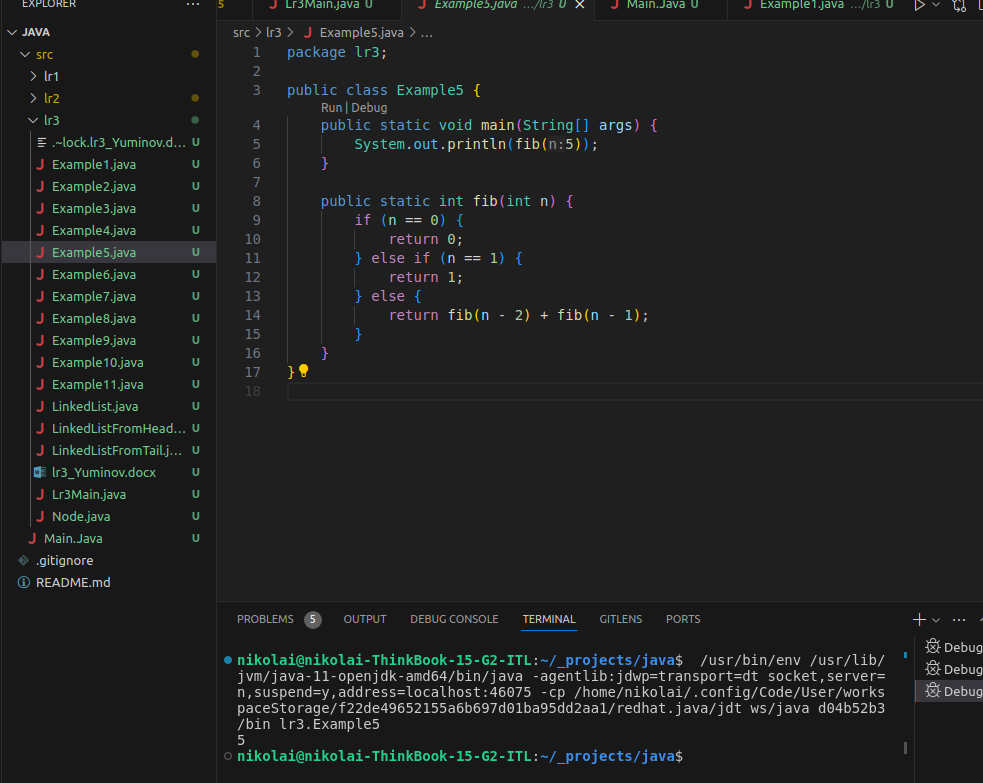 EXPLORER
...
JAVA
src
lr1
lr2
lr3
.~lock.lr3_Yuminov.d... U
Example1.java U
Example2.java U
Example3.java U
Example4.java U
Example5.java U
Example6.java U
Example7.java U
Example8.java U
Example9.java U
Example10.java U
Example11.java U
LinkedList.java U
LinkedListFromHead... U
LinkedListFromTail.j... U
lr3_Yuminov.docx U
Lr3Main.java U
Node.java U
Main.Java U
.gitignore
README.md
5 Lr3Main.java U Example5.java .../lr3 U Main.Java U Example1.java .../lr3 U
src > lr3 > Example5.java > ...
1 package lr3;
2
3 public class Example5 {
Run | Debug
4 public static void main(String[] args) {
5 System.out.println(fib(n:5));
6 }
7
8 public static int fib(int n) {
9 if (n == 0) {
10 return 0;
11 } else if (n == 1) {
12 return 1;
13 } else {
14 return fib(n - 2) + fib(n - 1);
15 }
16 }
17 }
18
PROBLEMS 5 OUTPUT DEBUG CONSOLE TERMINAL GITLENS PORTS
nikolai@nikolai-ThinkBook-15-G2-ITL:~/_projects/java$ /usr/bin/env /usr/lib/
jvm/java-11-openjdk-amd64/bin/java -agentlib:jdwp=transport=dt socket,server=
n,suspend=y,address=localhost:46075 -cp /home/nikolai/.config/Code/User/works
paceStorage/f22de49652155a6b697d01ba95dd2aa1/redhat.java/jdt ws/java d04b52b3
/bin lr3.Example5
5
nikolai@nikolai-ThinkBook-15-G2-ITL:~/_projects/java$
Debug
Debug
Debug